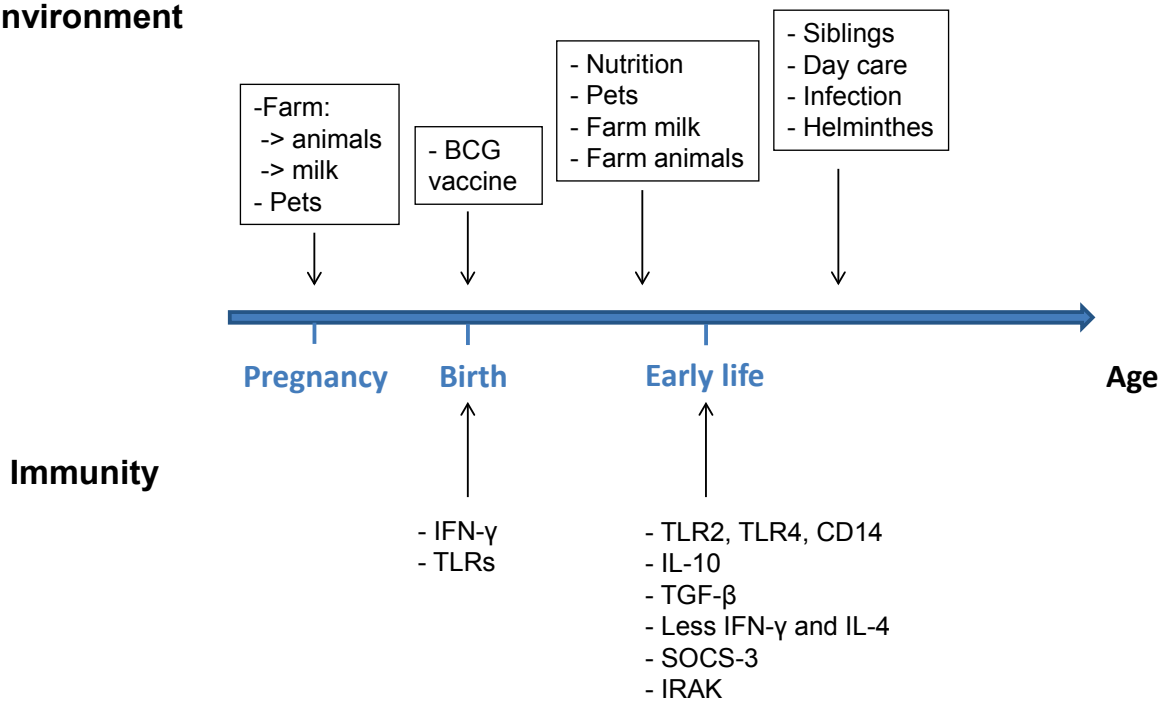 nvironment
-Farm:
-> animals
-> milk
- Pets
- BCG
vaccine
- Nutrition
- Pets
- Farm milk
- Farm animals
- Siblings
- Day care
- Infection
- Helminthes
Pregnancy
Birth
Early life
Age
Immunity
- IFN-γ
- TLRs
- TLR2, TLR4, CD14
- IL-10
- TGF-β
- Less IFN-γ and IL-4
- SOCS-3
- IRAK